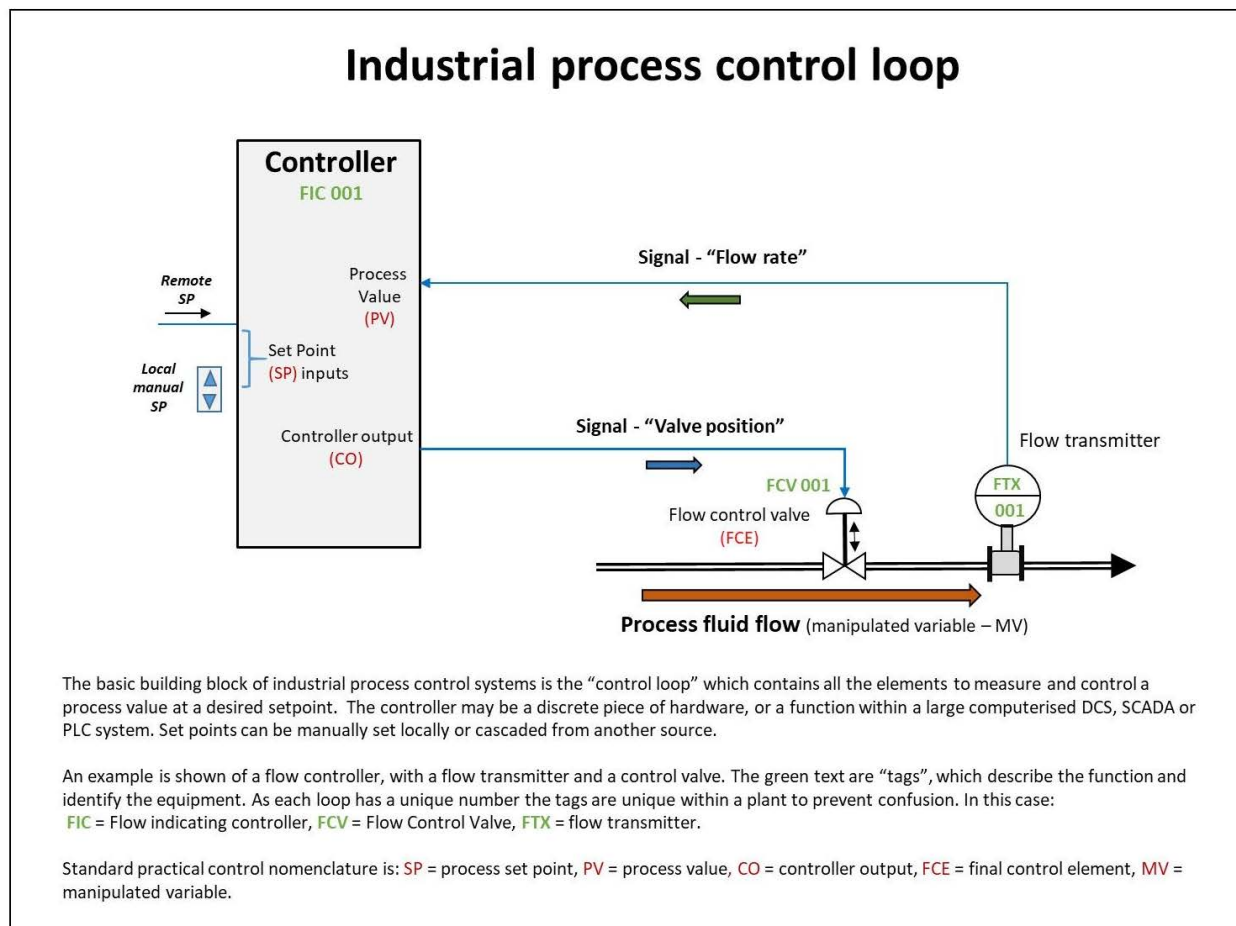 Industrial process control loop
Controller
FIC 001
Signal - “Flow rate”
Remote
SP
Process
Value
(PV)
Set Point
(SP) inputs
Local
manual
SP
Controller output
(CO)
Signal - “Valve position”
Flow transmitter
FCV 001
FTX
001
Flow control valve
(FCE)
Process fluid flow (manipulated variable – MV)
The basic building block of industrial process control systems is the “control loop” which contains all the elements to measure and control a
process value at a desired setpoint. The controller may be a discrete piece of hardware, or a function within a large computerised DCS, SCADA or
PLC system. Set points can be manually set locally or cascaded from another source.
An example is shown of a flow controller, with a flow transmitter and a control valve. The green text are “tags”, which describe the function and
identify the equipment. As each loop has a unique number the tags are unique within a plant to prevent confusion. In this case:
FIC = Flow indicating controller, FCV = Flow Control Valve, FTX = flow transmitter.
Standard practical control nomenclature is: SP = process set point, PV = process value, CO = controller output, FCE = final control element, MV =
manipulated variable.